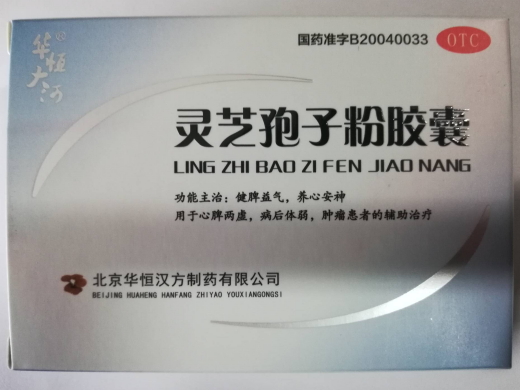 国药准字B20040033
OTC
华恒大河
灵芝孢子粉胶囊
LING ZHI BAO ZI FEN JIAO NANG
功能主治：健脾益气，养心安神
用于心脾两虚，病后体弱，肿瘤患者的辅助治疗
北京华恒汉方制药有限公司
BEIJING HUAHENG HANFANG ZHIYAO YOUXIANGONGSI